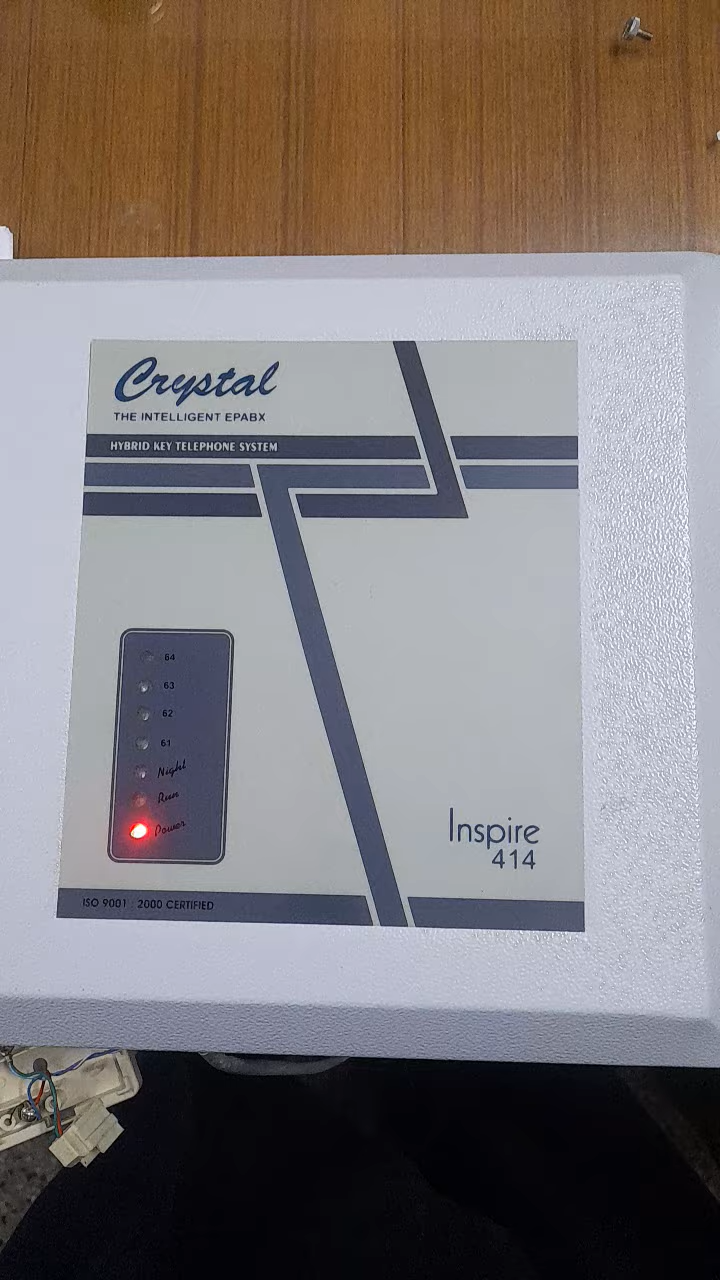 Crystal
THE INTELLIGENT EPABX
HYBRID KEY TELEPHONE SYSTEM
64
63
62
61
Night
Run
Power
Inspire
414
ISO 9001 : 2000 CERTIFIED